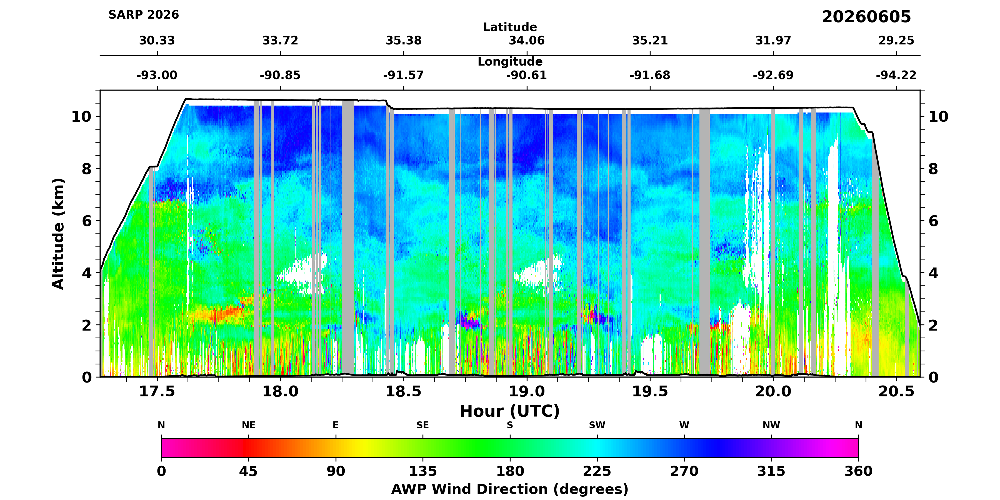 SARP 2026
20260605
Latitude
30.33 33.72 35.38 34.06 35.21 31.97 29.25
Longitude
-93.00 -90.85 -91.57 -90.61 -91.68 -92.69 -94.22
Altitude (km)
10 10
8 8
6 6
4 4
2 2
0 0
17.5 18.0 18.5 19.0 19.5 20.0 20.5
Hour (UTC)
N NE E SE S SW W NW N
0 45 90 135 180 225 270 315 360
AWP Wind Direction (degrees)